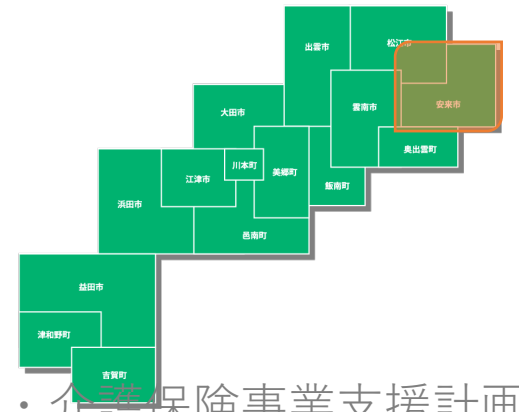 出雲市
松江市
大田市
雲南市
安来市
奥出雲町
川本町
美郷町
江津市
飯南町
浜田市
邑南町
益田市
津和野町
吉賀町
・介護保険事業支援計画